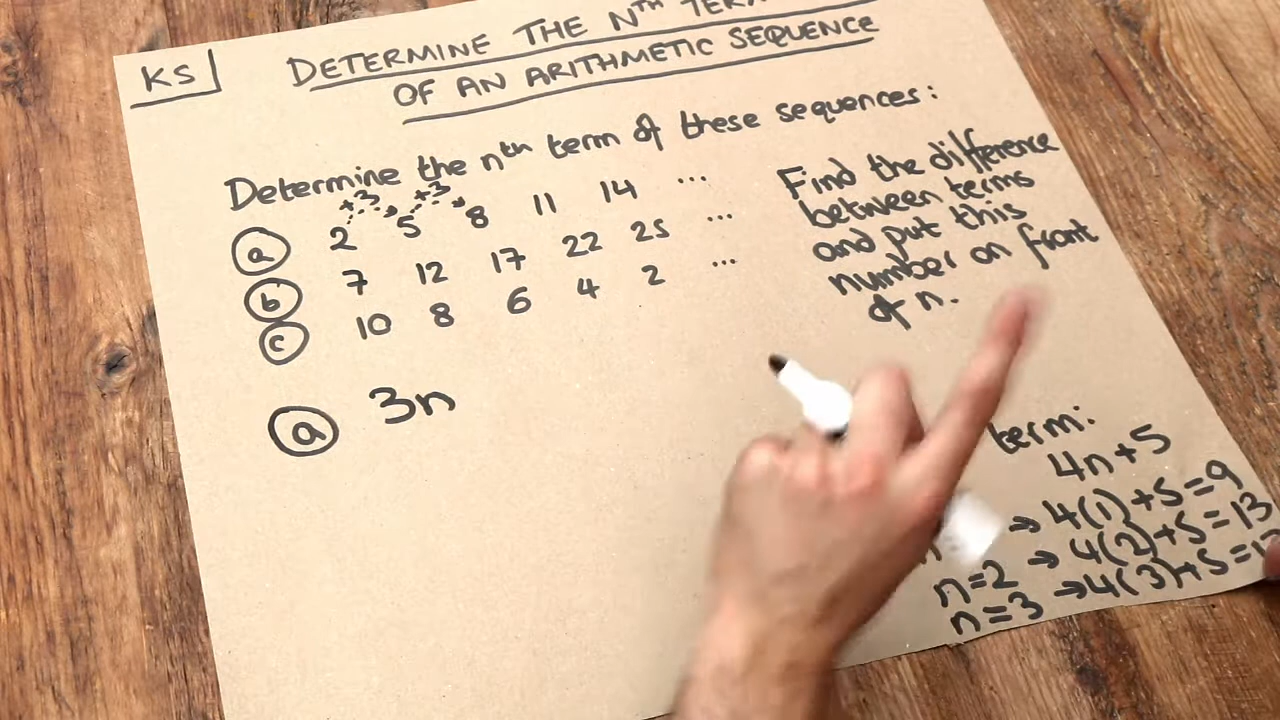 KS
DETERMINE THE NTH
OF AN ARITHMETIC SEQUENCE
Determine the nth term of these sequences:
+3 +3
a 2 5 8 11 14 ...
b 7 12 17 22 25 ...
c 10 8 6 4 2 ...
Find the difference
between terms
and put this
number on front
of n.
a 3n
term:
4n+5
→ 4(1)+5=9
n=2 → 4(2)+5=13
n=3 → 4(3)+5=